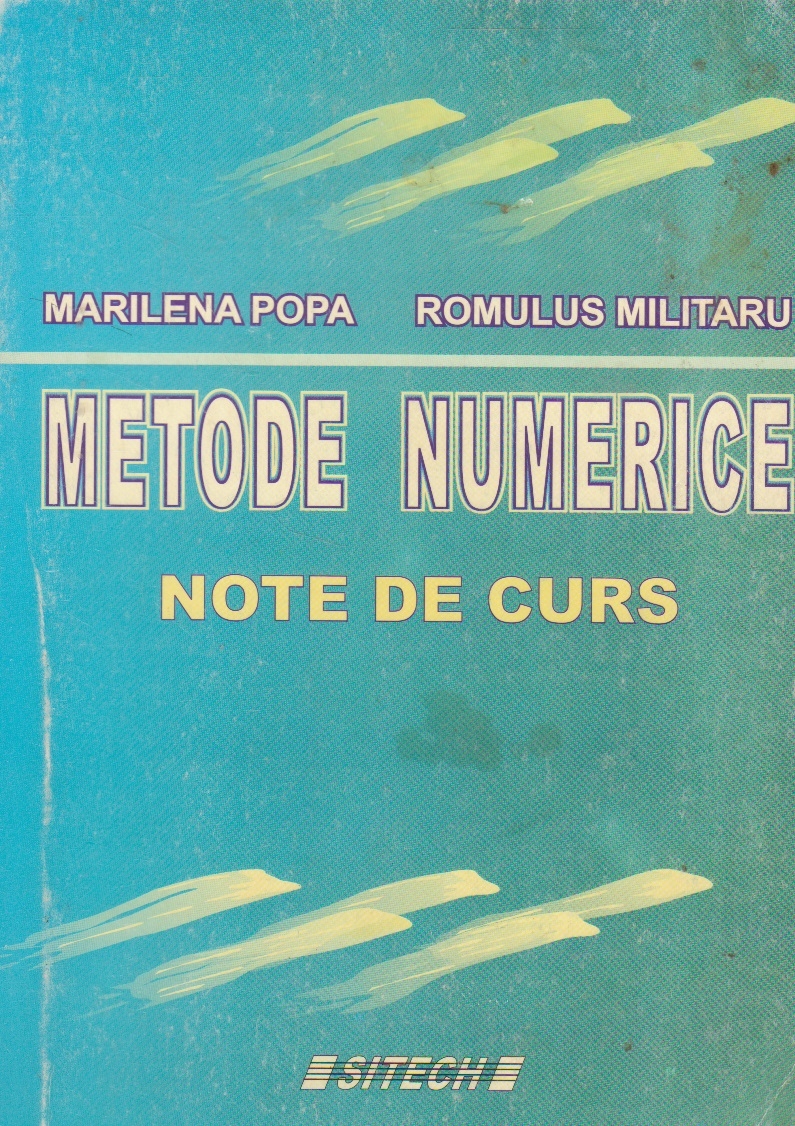 MARILENA POPA ROMULUS MILITARU
METODE NUMERICE
NOTE DE CURS
SITECH